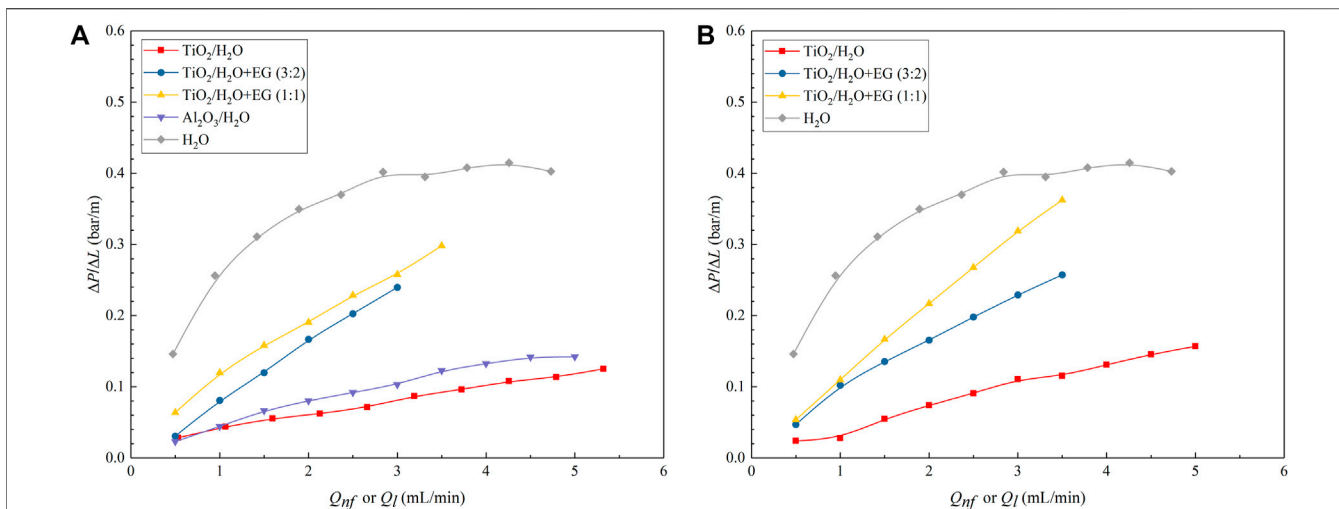 A
TiO2/H2O
TiO2/H2O+EG (3:2)
TiO2/H2O+EG (1:1)
Al2O3/H2O
H2O
0.6
0.5
0.4
0.3
0.2
0.1
0.0
ΔP/ΔL (bar/m)
0 1 2 3 4 5 6
Qnf or Ql (mL/min)
B
TiO2/H2O
TiO2/H2O+EG (3:2)
TiO2/H2O+EG (1:1)
H2O
0.6
0.5
0.4
0.3
0.2
0.1
0.0
ΔP/ΔL (bar/m)
0 1 2 3 4 5 6
Qnf or Ql (mL/min)